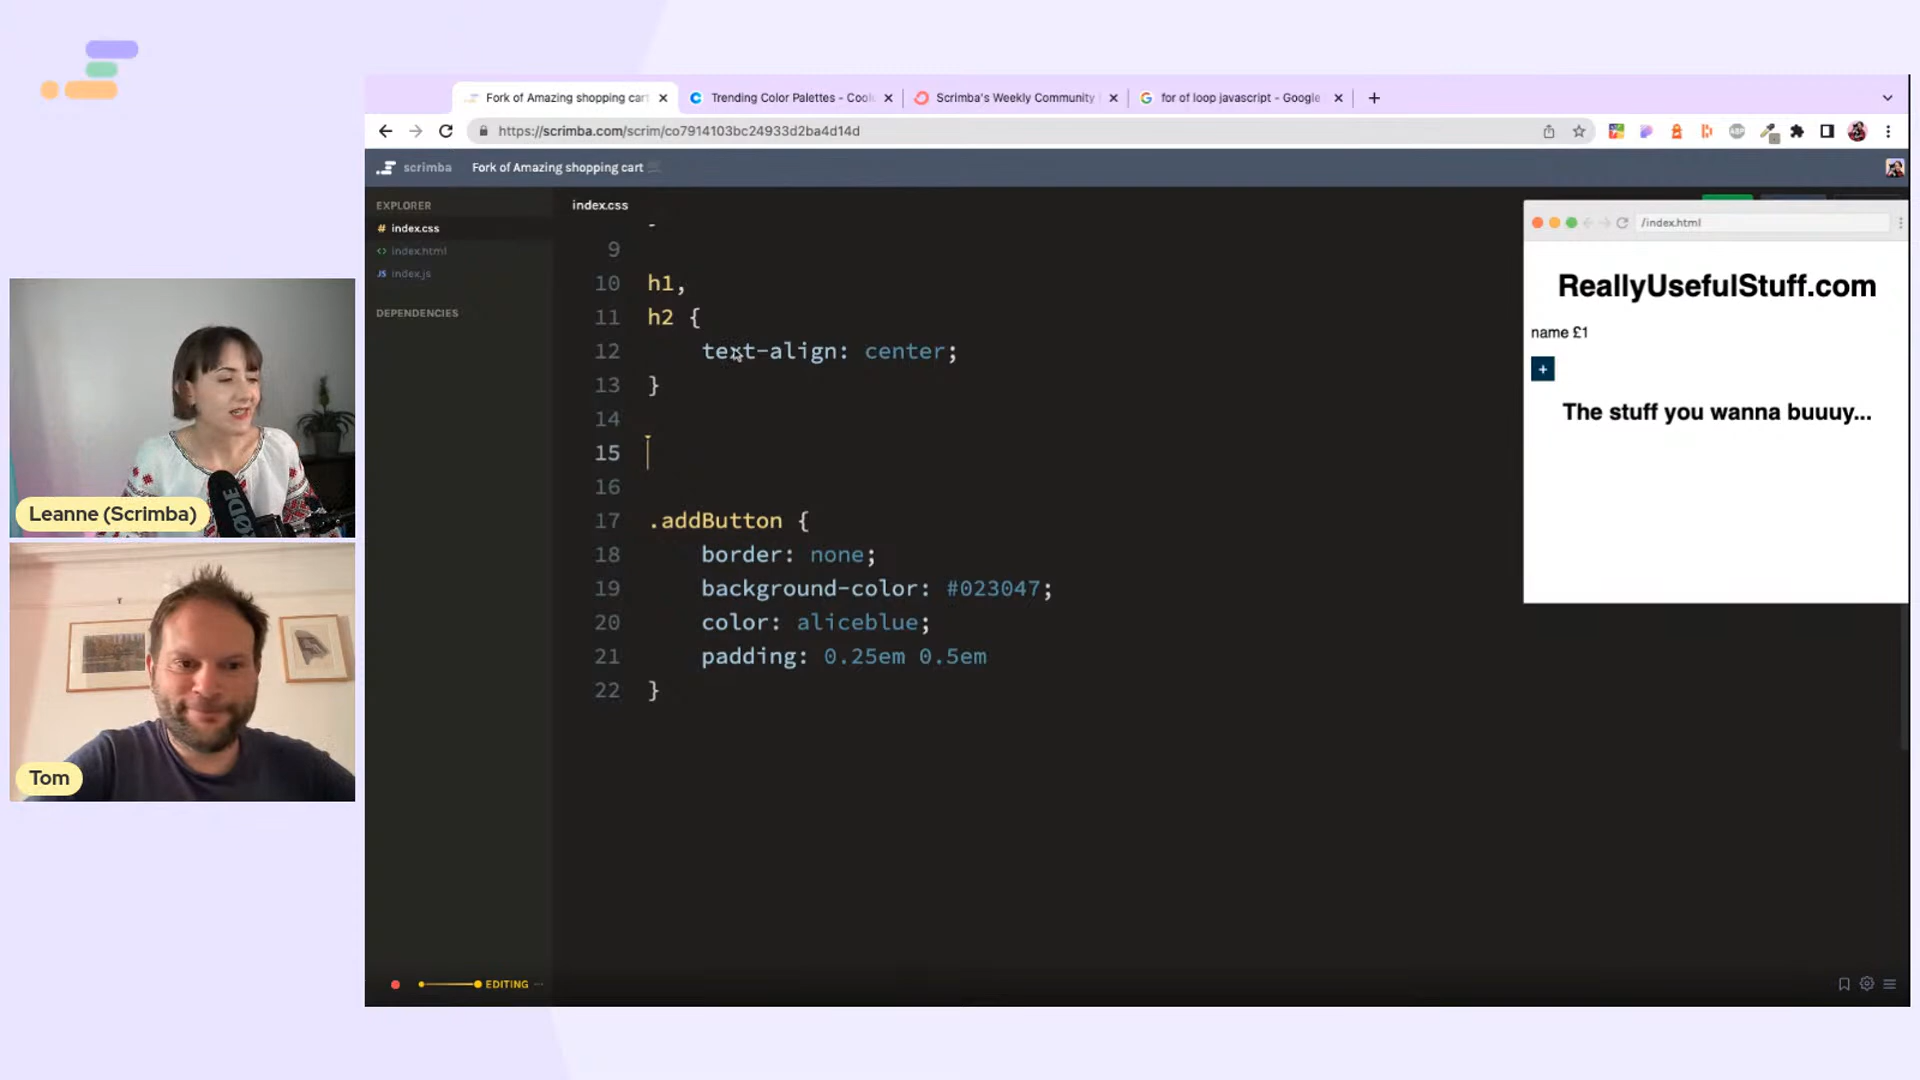 Fork of Amazing shopping cart
Trending Color Palettes - Coo
Scrimba's Weekly Community
for of loop javascript - Google
https://scrimba.com/scrim/co7914103bc24933d2ba4d14d
scrimba
Fork of Amazing shopping cart
EXPLORER
# index.css
<> index.html
JS index.js
DEPENDENCIES
index.css
9
10 h1,
11 h2 {
12 text-align: center;
13 }
14
15
16
17 .addButton {
18 border: none;
19 background-color: #023047;
20 color: aliceblue;
21 padding: 0.25em 0.5em
22 }
/index.html
ReallyUsefulStuff.com
name £1
+
The stuff you wanna buuuy...
Leanne (Scrimba)
RØDE
Tom
EDITING ...